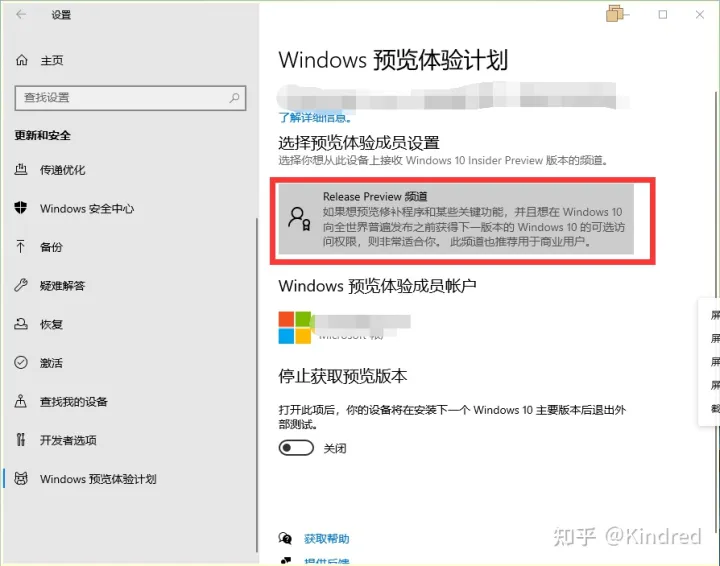 设置
主页
查找设置
更新和安全
传递优化
Windows 安全中心
备份
疑难解答
恢复
激活
查找我的设备
开发者选项
Windows 预览体验计划
Windows 预览体验计划
了解详细信息。
选择预览体验成员设置
选择你想从此设备上接收 Windows 10 Insider Preview 版本的频道。
Release Preview 频道
如果想预览修补程序和某些关键功能，并且想在 Windows 10
向全世界普遍发布之前获得下一版本的 Windows 10 的可选访
问权限，则非常适合你。 此频道也推荐用于商业用户。
Windows 预览体验成员帐户
停止获取预览版本
打开此项后，你的设备将在安装下一个 Windows 10 主要版本后退出外
部测试。
关闭
获取帮助
提供反馈
屏
屏
屏
屏
截
知乎 @Kindred